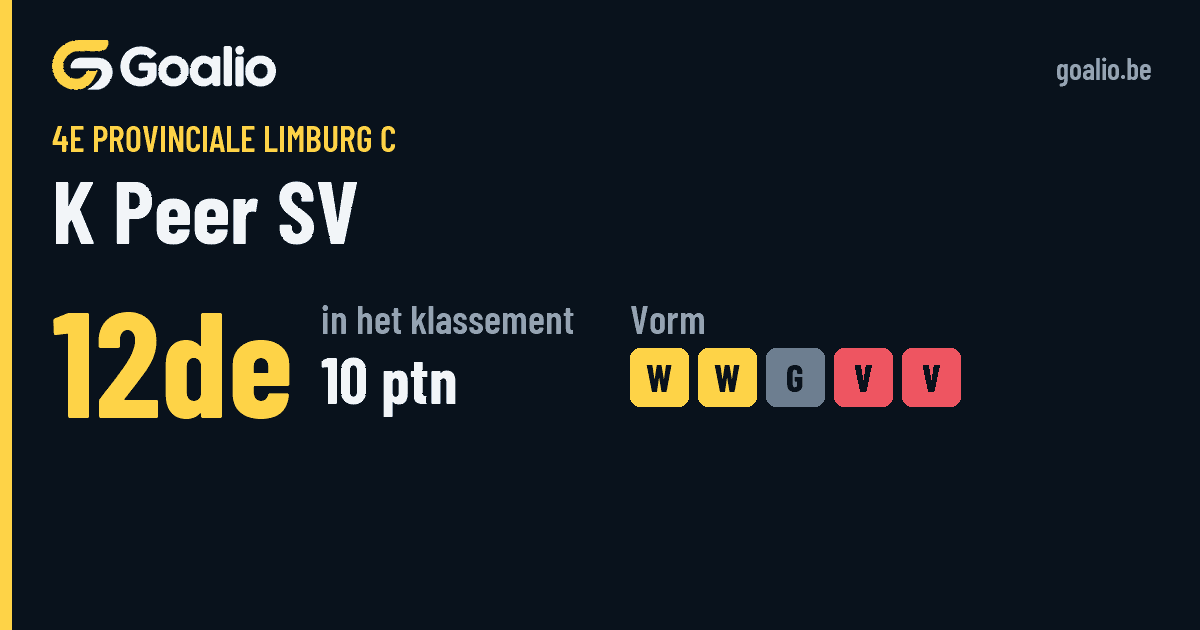 Goalio
goalio.be
4E PROVINCIALE LIMBURG C
K Peer SV
12de
in het klassement
10 ptn
Vorm
W W G V V